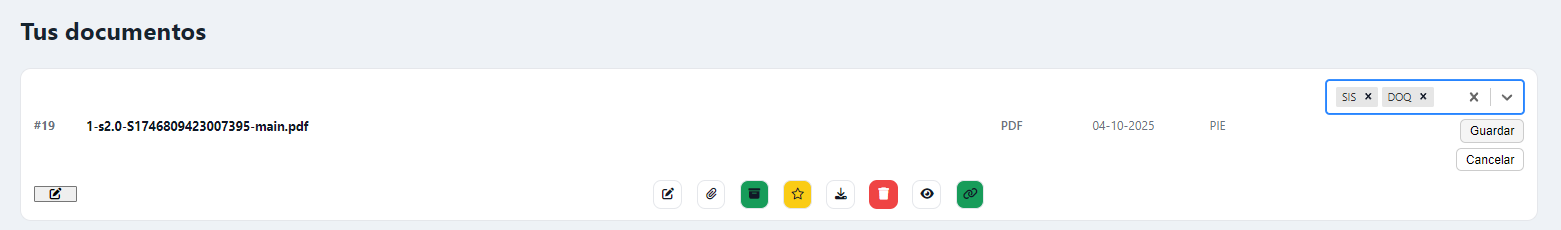 Tus documentos
SIS DOQ
#19 1-s2.0-S1746809423007395-main.pdf PDF 04-10-2025 PIE
Guardar
Cancelar